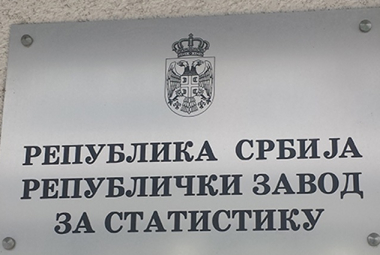 РЕПУБЛИКА СРБИЈА
РЕПУБЛИЧКИ ЗАВОД
ЗА СТАТИСТИКУ